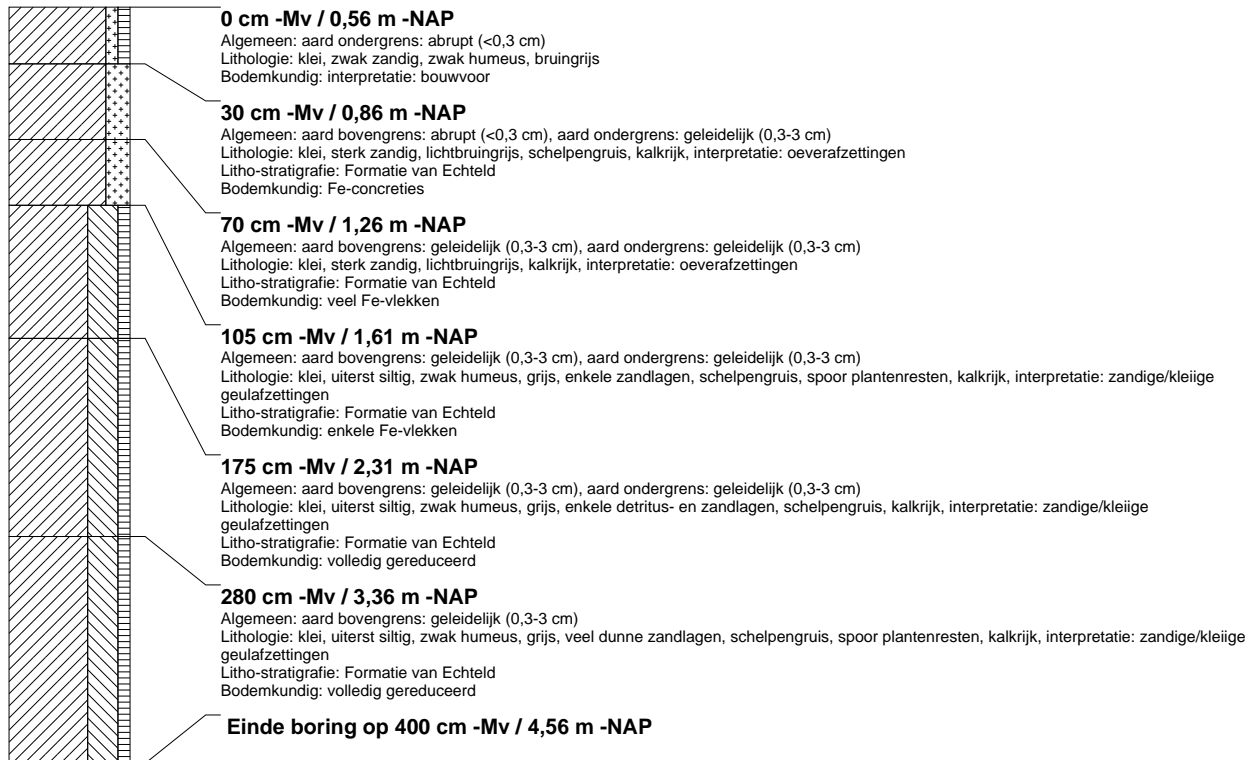 0 cm -Mv / 0,56 m -NAP
Algemeen: aard ondergrens: abrupt (<0,3 cm)
Lithologie: klei, zwak zandig, zwak humeus, bruingrijs
Bodemkundig: interpretatie: bouwvoor
30 cm -Mv / 0,86 m -NAP
Algemeen: aard bovengrens: abrupt (<0,3 cm), aard ondergrens: geleidelijk (0,3-3 cm)
Lithologie: klei, sterk zandig, lichtbruingrijs, schelpengruis, kalkrijk, interpretatie: oeverafzettingen
Litho-stratigrafie: Formatie van Echteld
Bodemkundig: Fe-concreties
70 cm -Mv / 1,26 m -NAP
Algemeen: aard bovengrens: geleidelijk (0,3-3 cm), aard ondergrens: geleidelijk (0,3-3 cm)
Lithologie: klei, sterk zandig, lichtbruingrijs, kalkrijk, interpretatie: oeverafzettingen
Litho-stratigrafie: Formatie van Echteld
Bodemkundig: veel Fe-vlekken
105 cm -Mv / 1,61 m -NAP
Algemeen: aard bovengrens: geleidelijk (0,3-3 cm), aard ondergrens: geleidelijk (0,3-3 cm)
Lithologie: klei, uiterst siltig, zwak humeus, grijs, enkele zandlagen, schelpengruis, spoor plantenresten, kalkrijk, interpretatie: zandige/kleiige
geulafzettingen
Litho-stratigrafie: Formatie van Echteld
Bodemkundig: enkele Fe-vlekken
175 cm -Mv / 2,31 m -NAP
Algemeen: aard bovengrens: geleidelijk (0,3-3 cm), aard ondergrens: geleidelijk (0,3-3 cm)
Lithologie: klei, uiterst siltig, zwak humeus, grijs, enkele detritus- en zandlagen, schelpengruis, kalkrijk, interpretatie: zandige/kleiige
geulafzettingen
Litho-stratigrafie: Formatie van Echteld
Bodemkundig: volledig gereduceerd
280 cm -Mv / 3,36 m -NAP
Algemeen: aard bovengrens: geleidelijk (0,3-3 cm)
Lithologie: klei, uiterst siltig, zwak humeus, grijs, veel dunne zandlagen, schelpengruis, spoor plantenresten, kalkrijk, interpretatie: zandige/kleiige
geulafzettingen
Litho-stratigrafie: Formatie van Echteld
Bodemkundig: volledig gereduceerd
Einde boring op 400 cm -Mv / 4,56 m -NAP